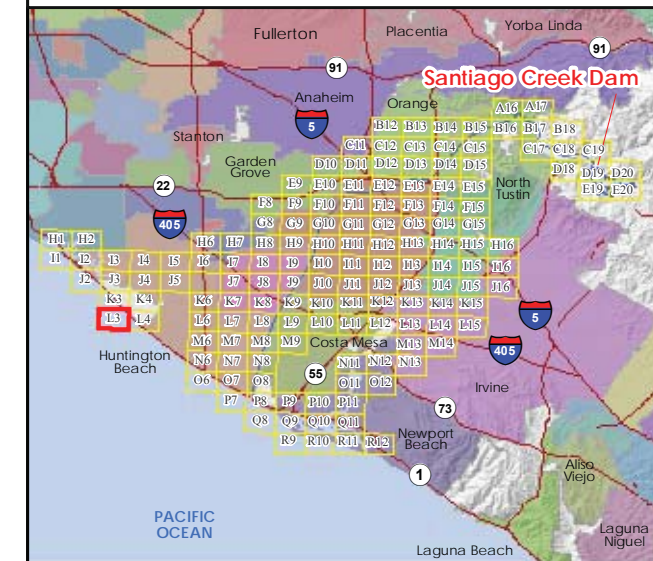 Yorba Linda
Fullerton
Placentia
91
91
Santiago Creek Dam
Anaheim
Orange
A16 A17
5
B12 B13 B14 B15 B16 B17 B18
Stanton
C11 C12 C13 C14 C15 C17 C18 C19
Garden
Grove
D10 D11 D12 D13 D14 D15 D18 D19 D20
22
E9 E10 E11 E12 E13 E14 E15 E19 E20
North
Tustin
F8 F9 F10 F11 F12 F13 F14 F15
405
G8 G9 G10 G11 G12 G13 G14 G15
H1 H2 H6 H7 H8 H9 H10 H11 H12 H13 H14 H15 H16
I1 I2 I3 I4 I5 I6 I7 I8 I9 I10 I11 I12 I13 I14 I15 I16
J2 J3 J4 J5 J7 J8 J9 J10 J11 J12 J13 J14 J15 J16
K3 K4 K6 K7 K8 K9 K10 K11 K12 K13 K14 K15
5
L3 L4 L6 L7 L8 L9 L10 L11 L12 L13 L14 L15
M6 M7 M8 M9 Costa Mesa M13 M14
405
Huntington
Beach
N6 N7 N8 N11 N12 N13
55
O6 O7 O8 O11 O12
Irvine
P7 P8 P9 P10 P11
73
Q8 Q9 Q10 Q11
Newport
Beach
R9 R10 R11 R12
1
Aliso
Viejo
PACIFIC
OCEAN
Laguna
Niguel
Laguna Beach